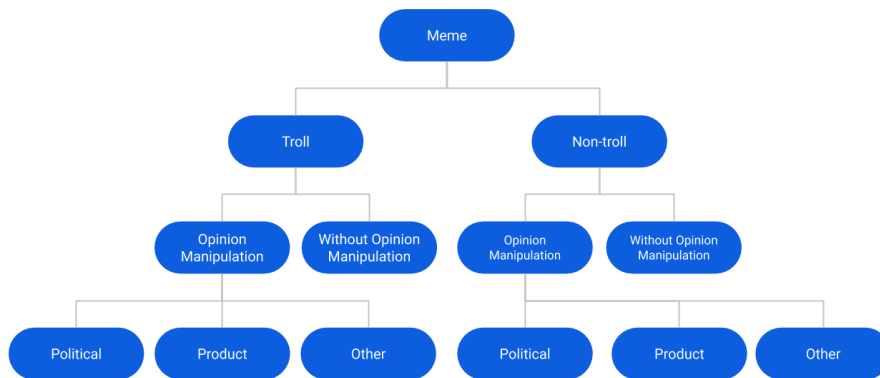 Meme
Troll
Non-troll
Opinion
Manipulation
Without Opinion
Manipulation
Opinion
Manipulation
Without Opinion
Manipulation
Political
Product
Other
Political
Product
Other